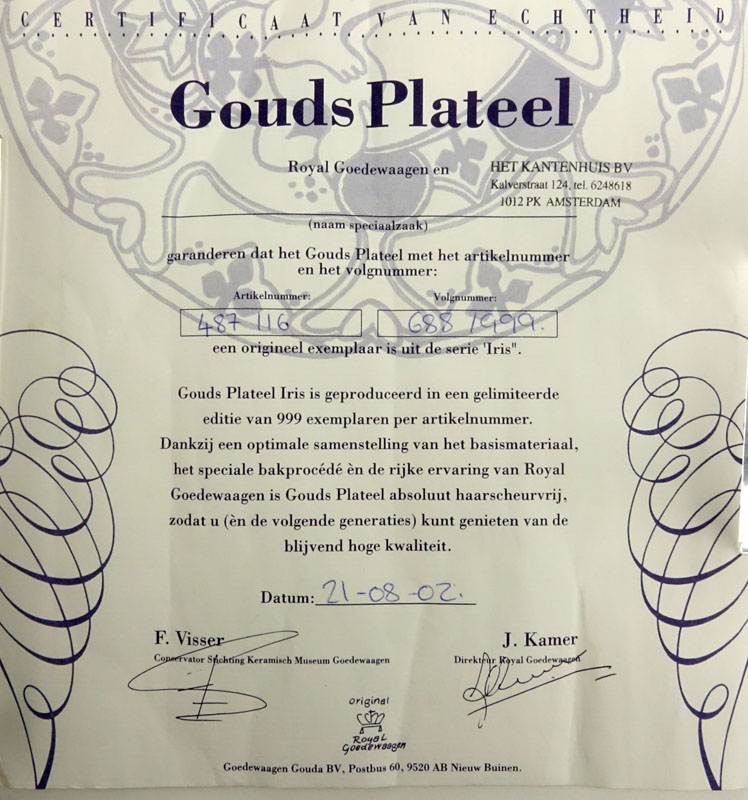 CERTIFICAAT VAN ECHTHEID
Gouds Plateel
Royal Goedewaagen en
HET KANTENHUIS BV
Kalverstraat 124, tel. 6248618
1012 PK AMSTERDAM
(naam speciaalzaak)
garanderen dat het Gouds Plateel met het artikelnummer
en het volgnummer:
Artikelnummer: Volgnummer:
487 116 688 / 999.
een origineel exemplaar is uit de serie 'Iris".
Gouds Plateel Iris is geproduceerd in een gelimiteerde
editie van 999 exemplaren per artikelnummer.
Dankzij een optimale samenstelling van het basismateriaal,
het speciale bakprocédé èn de rijke ervaring van Royal
Goedewaagen is Gouds Plateel absoluut haarscheurvrij,
zodat u (èn de volgende generaties) kunt genieten van de
blijvend hoge kwaliteit.
Datum: 21-08-02.
F. Visser J. Kamer
Conservator Stichting Keramisch Museum Goedewaagen Direkteur Royal Goedewaagen
original
Royal
Goedewaagen
Goedewaagen Gouda BV, Postbus 60, 9520 AB Nieuw Buinen.